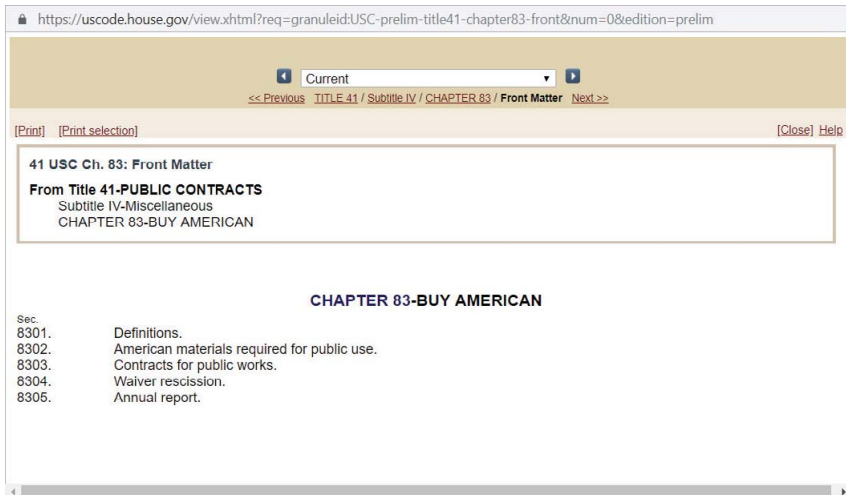 https://uscode.house.gov/view.xhtml?req=granuleid:USC-prelim-title41-chapter83-front&num=0&edition=prelim
Current
<< Previous TITLE 41 / Subtitle IV / CHAPTER 83 / Front Matter Next >>
[Print] [Print selection] [Close] Help
41 USC Ch. 83: Front Matter
From Title 41-PUBLIC CONTRACTS
Subtitle IV-Miscellaneous
CHAPTER 83-BUY AMERICAN
CHAPTER 83-BUY AMERICAN
Sec.
8301. Definitions.
8302. American materials required for public use.
8303. Contracts for public works.
8304. Waiver rescission.
8305. Annual report.